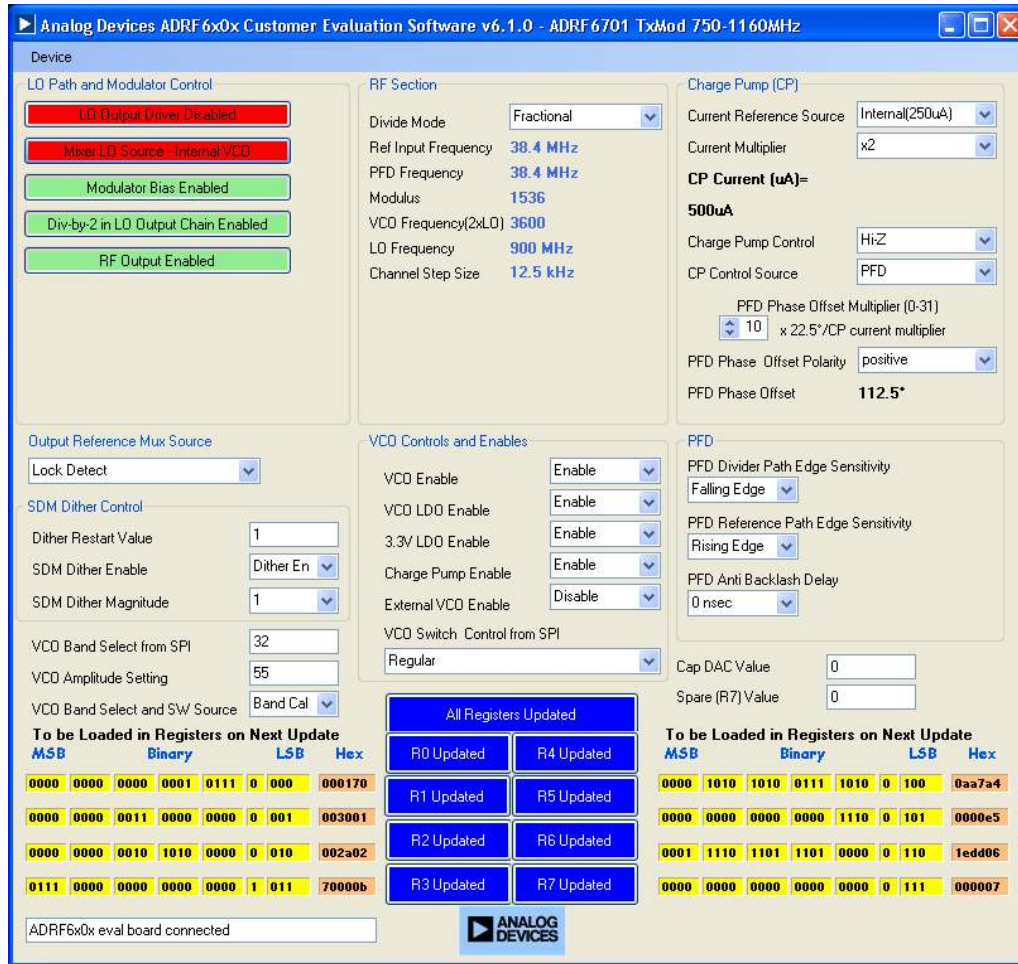 Analog Devices ADRF6x0x Customer Evaluation Software v6.1.0 - ADRF6701 TxMod 750-1160MHz
Device
LO Path and Modulator Control
LO Output Driver Disabled
Mixer LO Source - Internal VCO
Modulator Bias Enabled
Div-by-2 in LO Output Chain Enabled
RF Output Enabled
RF Section
Divide Mode Fractional
Ref Input Frequency 38.4 MHz
PFD Frequency 38.4 MHz
Modulus 1536
VCO Frequency(2xLO) 3600
LO Frequency 900 MHz
Channel Step Size 12.5 kHz
Charge Pump (CP)
Current Reference Source Internal(250uA)
Current Multiplier x2
CP Current (uA)=
500uA
Charge Pump Control Hi-Z
CP Control Source PFD
PFD Phase Offset Multiplier (0-31)
10 x 22.5°/CP current multiplier
PFD Phase Offset Polarity positive
PFD Phase Offset 112.5°
Output Reference Mux Source
Lock Detect
SDM Dither Control
Dither Restart Value 1
SDM Dither Enable Dither En
SDM Dither Magnitude 1
VCO Band Select from SPI 32
VCO Amplitude Setting 55
VCO Band Select and SW Source Band Cal
VCO Controls and Enables
VCO Enable Enable
VCO LDO Enable Enable
3.3V LDO Enable Enable
Charge Pump Enable Enable
External VCO Enable Disable
VCO Switch Control from SPI
Regular
PFD
PFD Divider Path Edge Sensitivity
Falling Edge
PFD Reference Path Edge Sensitivity
Rising Edge
PFD Anti Backlash Delay
0 nsec
Cap DAC Value 0
Spare (R7) Value 0
To be Loaded in Registers on Next Update
MSB Binary LSB Hex
0000 0000 0000 0001 0111 0 000 000170
0000 0000 0011 0000 0000 0 001 003001
0000 0000 0010 1010 0000 0 010 002a02
0111 0000 0000 0000 0000 1 011 70000b
All Registers Updated
R0 Updated R4 Updated
R1 Updated R5 Updated
R2 Updated R6 Updated
R3 Updated R7 Updated
To be Loaded in Registers on Next Update
MSB Binary LSB Hex
0000 1010 1010 0111 1010 0 100 0aa7a4
0000 0000 0000 0000 1110 0 101 0000e5
0001 1110 1101 1101 0000 0 110 1edd06
0000 0000 0000 0000 0000 0 111 000007
ADRF6x0x eval board connected
ANALOG
DEVICES